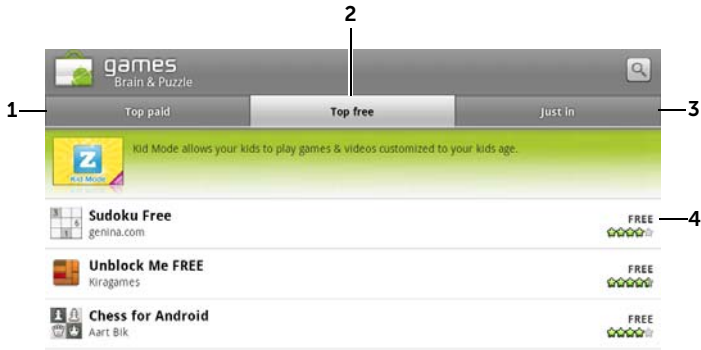 2
games
Brain & Puzzle
1 Top paid Top free Just in 3
Z
Kid Mode
Kid Mode allows your kids to play games & videos customized to your kids age.
Sudoku Free FREE 4
genina.com
Unblock Me FREE FREE
Kiragames
Chess for Android FREE
Aart Bik